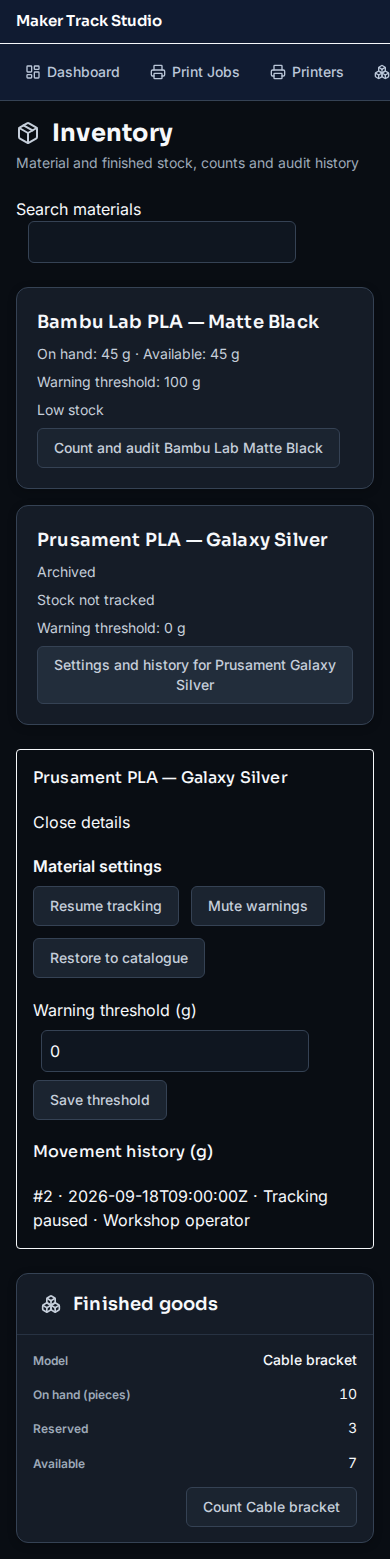 Maker Track Studio
Dashboard
Print Jobs
Printers
Inventory
Material and finished stock, counts and audit history
Search materials
Bambu Lab PLA — Matte Black
On hand: 45 g · Available: 45 g
Warning threshold: 100 g
Low stock
Count and audit Bambu Lab Matte Black
Prusament PLA — Galaxy Silver
Archived
Stock not tracked
Warning threshold: 0 g
Settings and history for Prusament Galaxy
Silver
Prusament PLA — Galaxy Silver
Close details
Material settings
Resume tracking
Mute warnings
Restore to catalogue
Warning threshold (g)
0
Save threshold
Movement history (g)
#2 · 2026-09-18T09:00:00Z · Tracking
paused · Workshop operator
Finished goods
Model Cable bracket
On hand (pieces) 10
Reserved 3
Available 7
Count Cable bracket